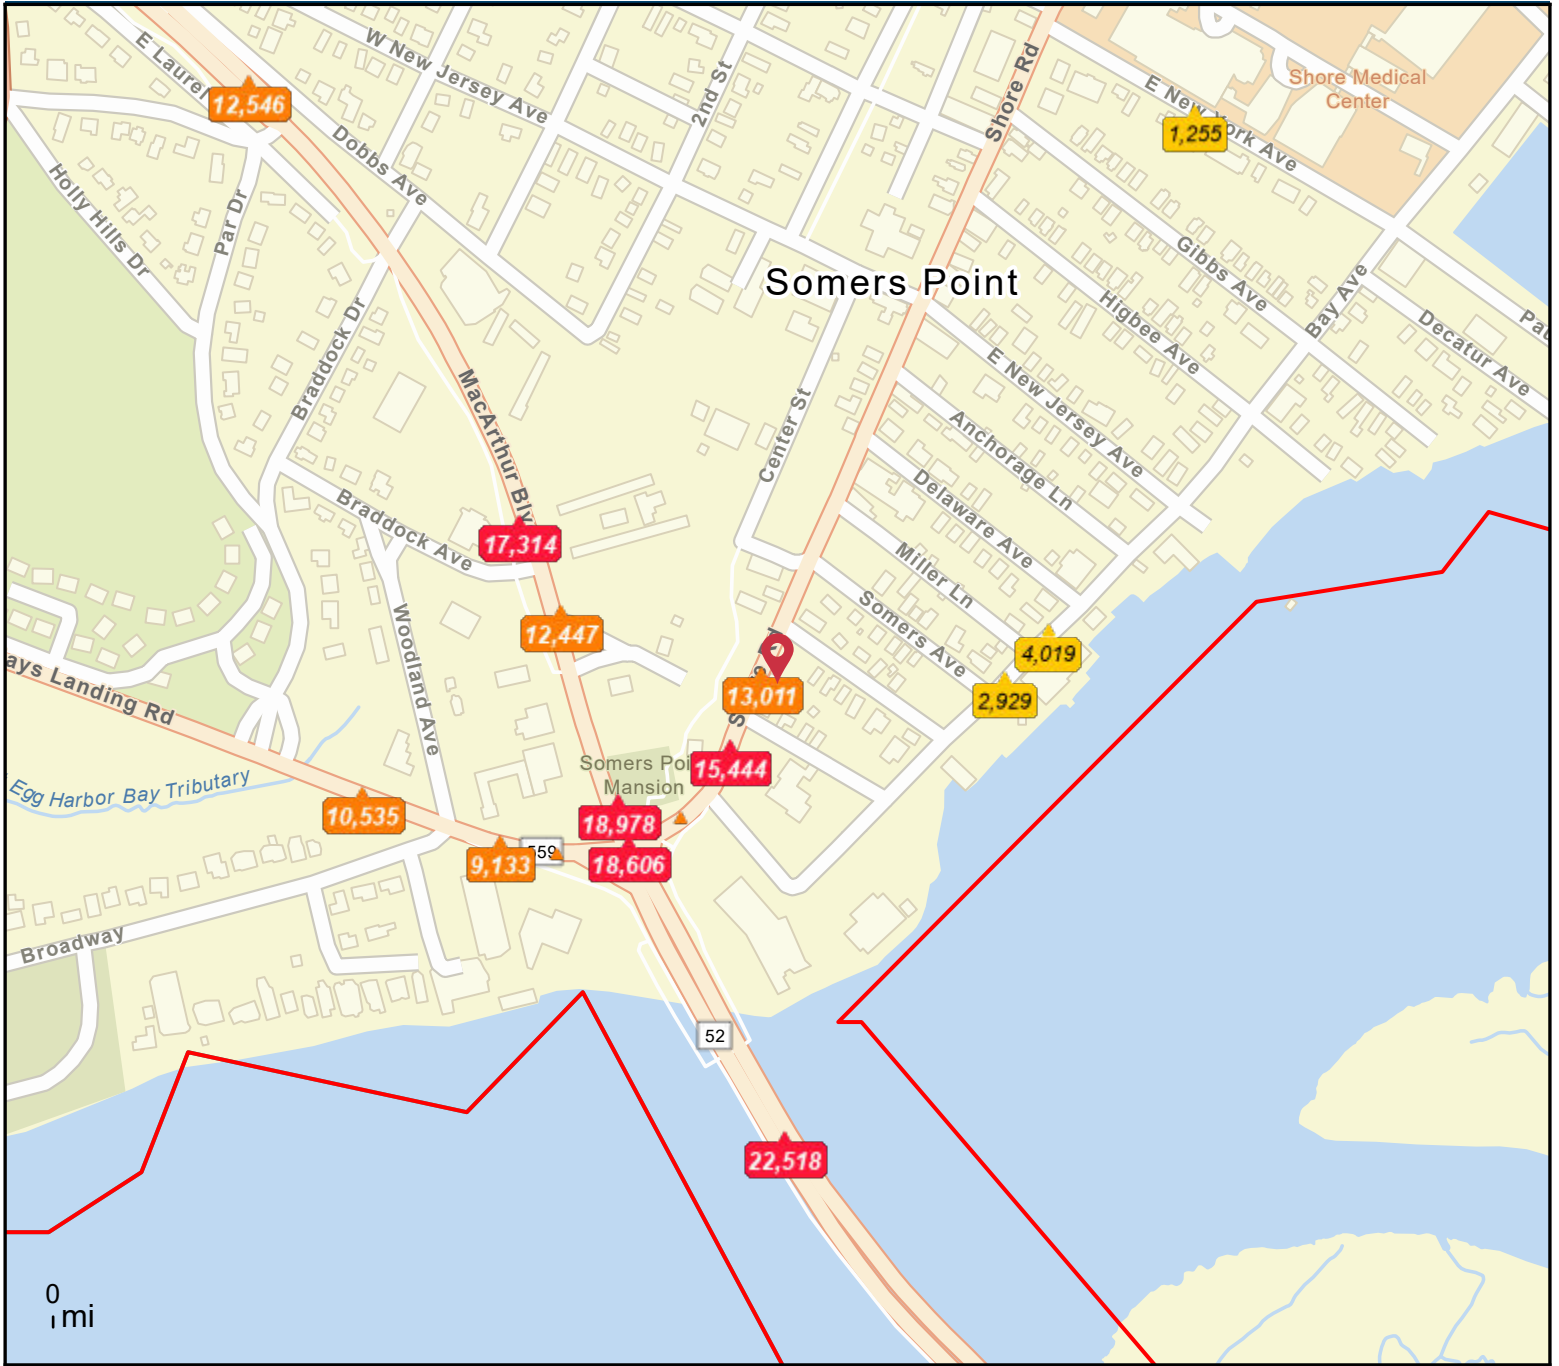 W New Jersey Ave
E Laurel
12,546
2nd St
Shore Rd
Shore Medical
Center
E New York Ave
1,255
Dobbs Ave
Holly Hills Dr
Par Dr
Somers Point
Gibbs Ave
Bay Ave
Higbee Ave
Decatur Ave
Braddock Dr
MacArthur Blv
E New Jersey Ave
Center St
Anchorage Ln
Delaware Ave
Braddock Ave
17,314
Miller Ln
Somers Ave
12,447
Woodland Ave
4,019
ays Landing Rd
13,011
2,929
Somers Poi
Mansion
15,444
Egg Harbor Bay Tributary
10,535
18,978
559
9,133
18,606
Broadway
52
22,518
0
mi